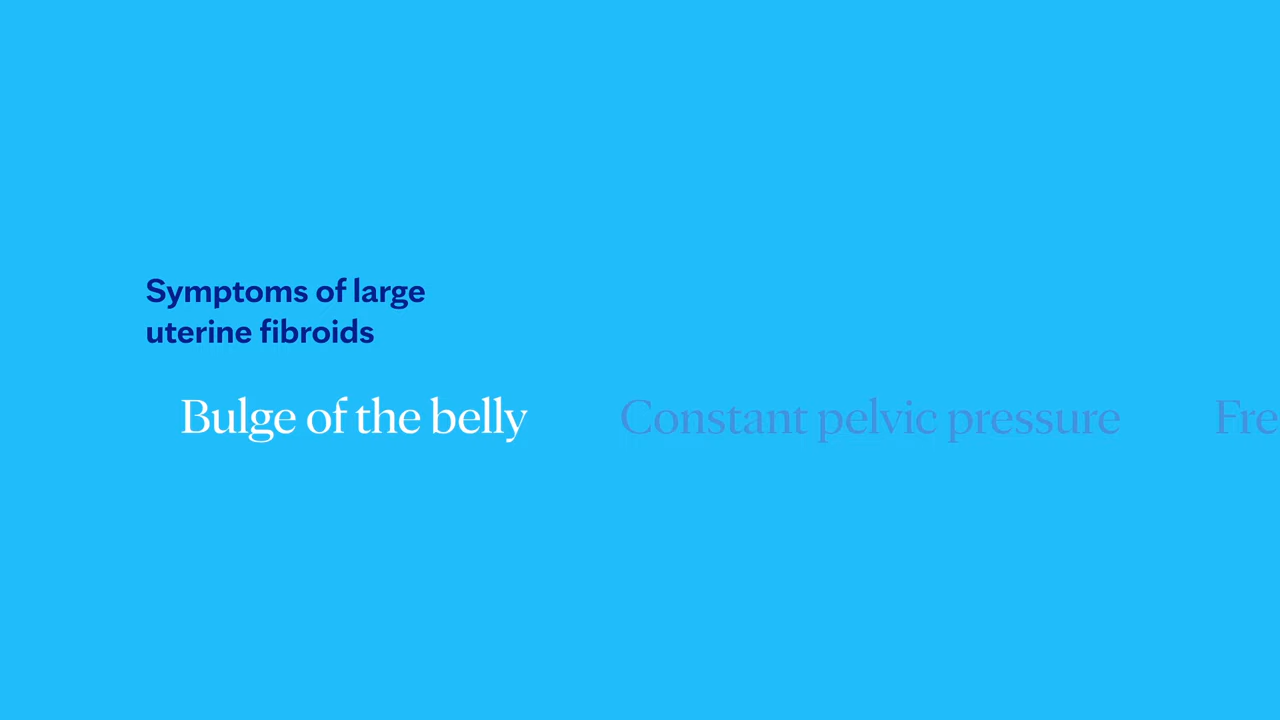 Symptoms of large
uterine fibroids
Bulge of the belly Constant pelvic pressure